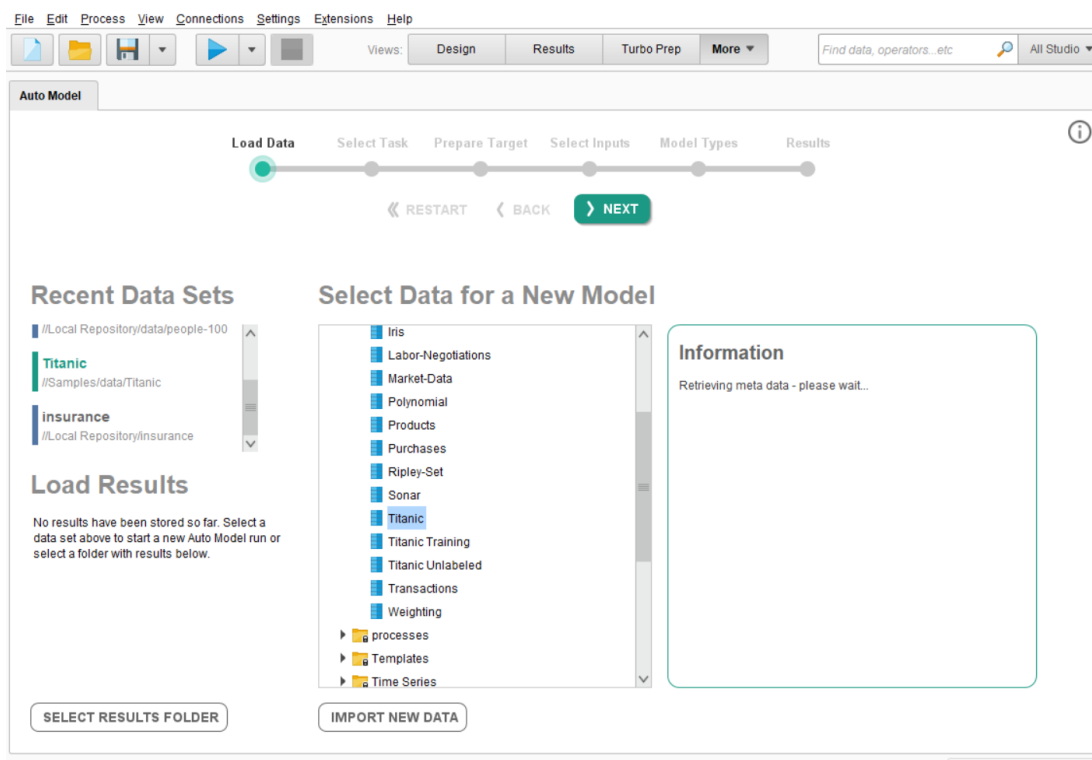 File Edit Process View Connections Settings Extensions Help
Views: Design Results Turbo Prep More Find data, operators...etc All Studio
Auto Model
Load Data Select Task Prepare Target Select Inputs Model Types Results
RESTART BACK NEXT
Recent Data Sets
//Local Repository/data/people-100
Titanic
//Samples/data/Titanic
insurance
//Local Repository/insurance
Load Results
No results have been stored so far. Select a
data set above to start a new Auto Model run or
select a folder with results below.
SELECT RESULTS FOLDER
Select Data for a New Model
Iris
Labor-Negotiations
Market-Data
Polynomial
Products
Purchases
Ripley-Set
Sonar
Titanic
Titanic Training
Titanic Unlabeled
Transactions
Weighting
processes
Templates
Time Series
IMPORT NEW DATA
Information
Retrieving meta data - please wait...